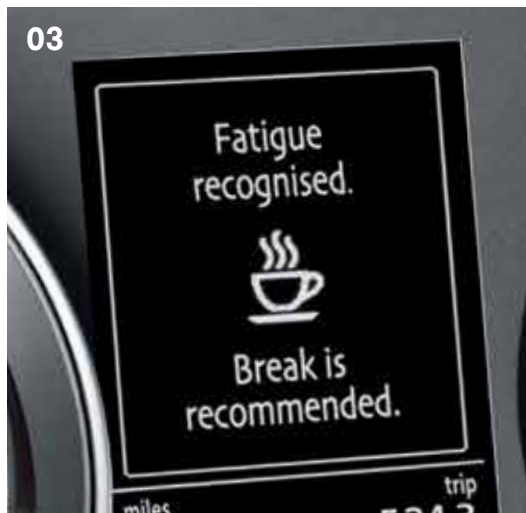 03
Fatigue
recognised.
Break is
recommended.
miles
trip